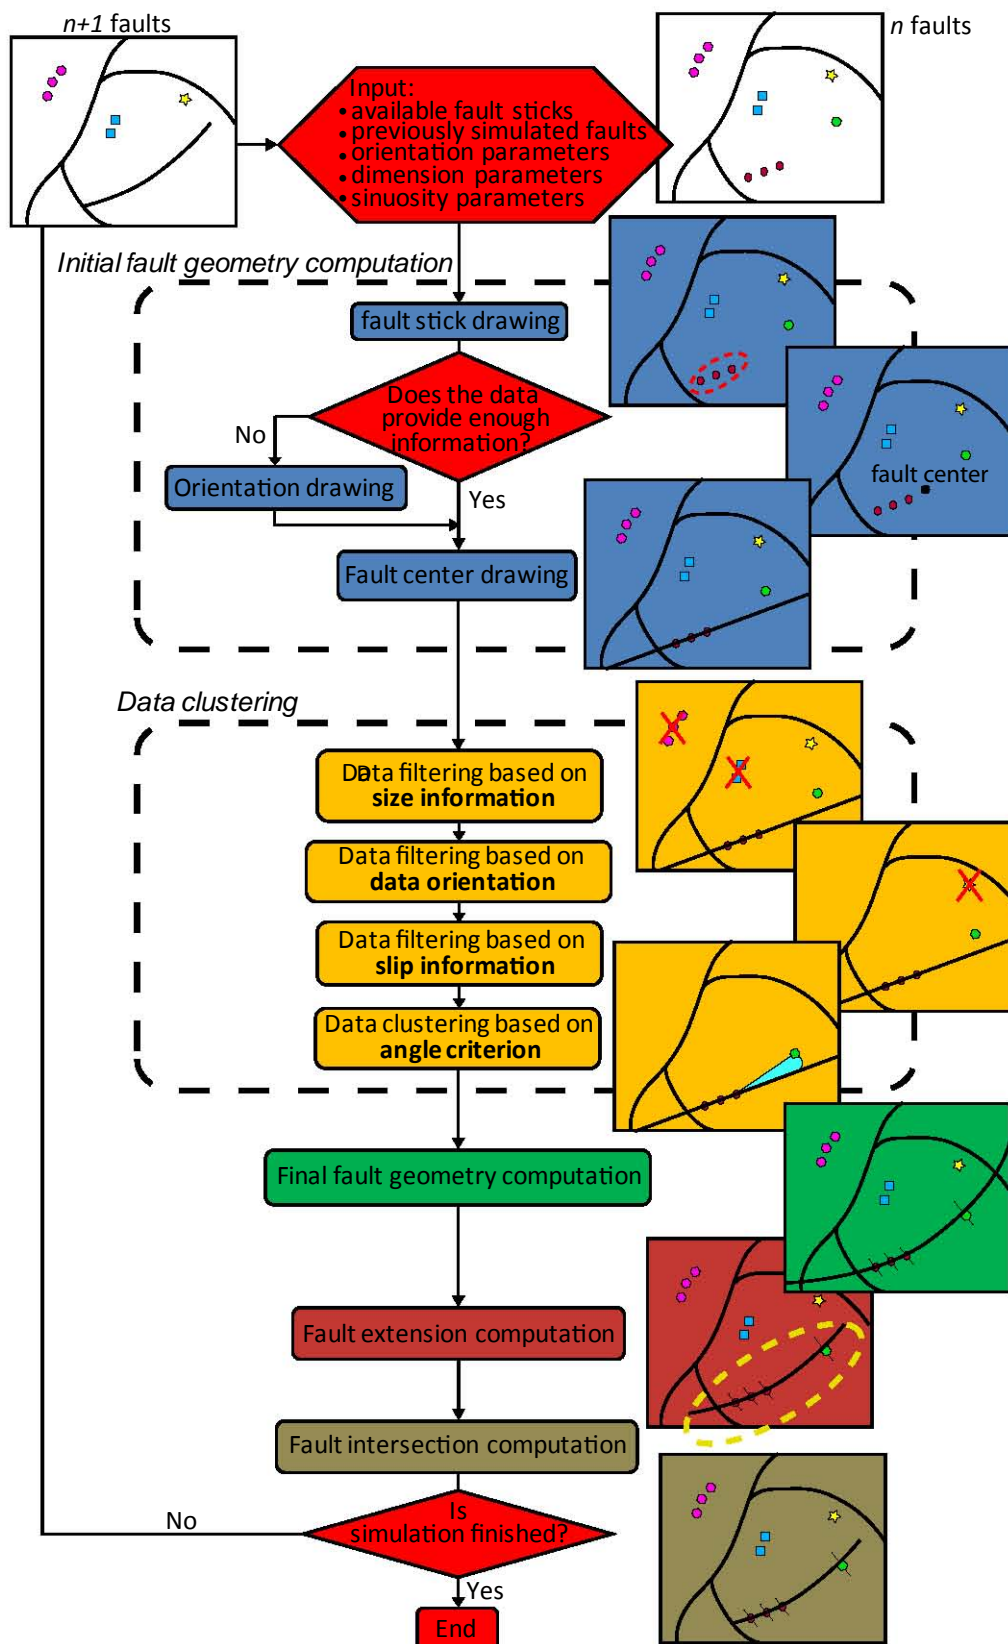 n+1 faults
n faults
Input:
• available fault sticks
• previously simulated faults
• orientation parameters
• dimension parameters
• sinuosity parameters
Initial fault geometry computation
fault stick drawing
Does the data
provide enough
information?
No
Orientation drawing
Yes
fault center
Fault center drawing
Data clustering
Data filtering based on
size information
Data filtering based on
data orientation
Data filtering based on
slip information
Data clustering based on
angle criterion
Final fault geometry computation
Fault extension computation
Fault intersection computation
Is
simulation finished?
No
Yes
End